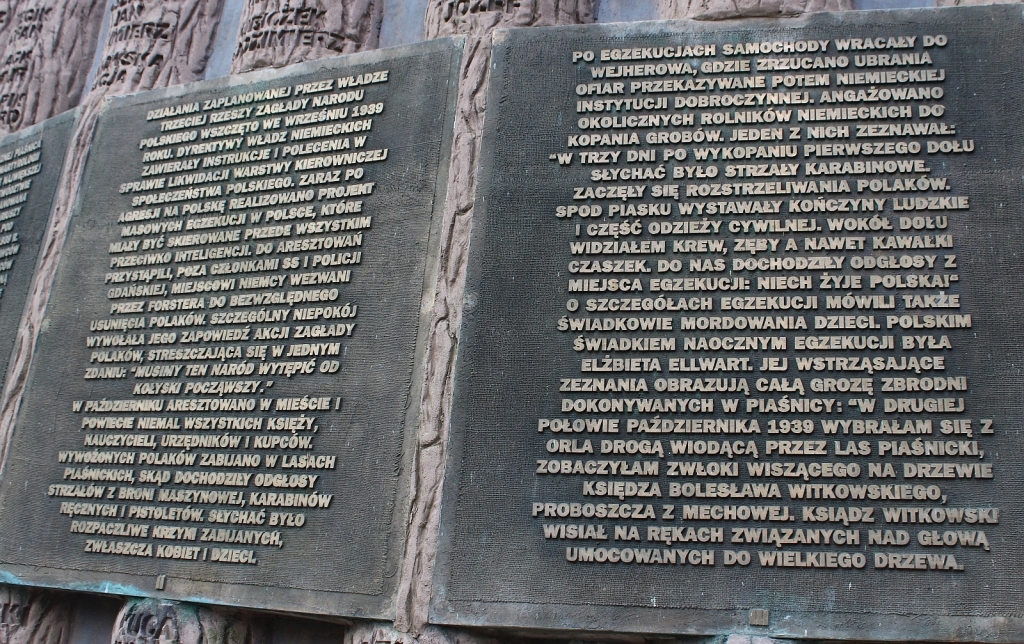 BIOŻEK
JÓZEF
DZIAŁANIA ZAPLANOWANEJ PRZEZ WŁADZE
TRZECIEJ RZESZY ZAGŁADY NARODU
POLSKIEGO WSZCZĘTO WE WRZEŚNIU 1939
ROKU. DYREKTYWY WŁADZ NIEMIECKICH
ZAWIERAŁY INSTRUKCJE I POLECENIA W
SPRAWIE LIKWIDACJI WARSTWY KIEROWNICZEJ
SPOŁECZEŃSTWA POLSKIEGO. ZARAZ PO
AGRESJI NA POLSKĘ REALIZOWANO PROJEKT
MASOWYCH EGZEKUCJI W POLSCE, KTÓRE
MIAŁY BYĆ SKIEROWANE PRZEDE WSZYSTKIM
PRZECIWKO INTELIGENCJI. DO ARESZTOWAŃ
PRZYSTĄPILI, POZA CZŁONKAMI SS I POLICJI
GDAŃSKIEJ, MIEJSCOWI NIEMCY WEZWANI
PRZEZ FORSTERA DO BEZWZGLĘDNEGO
USUNIĘCIA POLAKÓW. SZCZEGÓLNY NIEPOKÓJ
WYWOŁAŁA JEGO ZAPOWIEDŹ AKCJI ZAGŁADY
POLAKÓW, STRESZCZAJĄCA SIĘ W JEDNYM
ZDANIU: "MUSIMY TEN NARÓD WYTĘPIĆ OD
KOŁYSKI POCZĄWSZY."
W PAŹDZIERNIKU ARESZTOWANO W MIEŚCIE I
POWIECIE NIEMAL WSZYSTKICH KSIĘŻY,
NAUCZYCIELI, URZĘDNIKÓW I KUPCÓW.
WYWOŻONYCH POLAKÓW ZABIJANO W LASACH
PIAŚNICKICH, SKĄD DOCHODZIŁY ODGŁOSY
STRZAŁÓW Z BRONI MASZYNOWEJ, KARABINÓW
RĘCZNYCH I PISTOLETÓW. SŁYCHAĆ BYŁO
ROZPACZLIWE KRZYKI ZABIJANYCH,
ZWŁASZCZA KOBIET I DZIECI.
PO EGZEKUCJACH SAMOCHODY WRACAŁY DO
WEJHEROWA, GDZIE ZRZUCANO UBRANIA
OFIAR PRZEKAZYWANE POTEM NIEMIECKIEJ
INSTYTUCJI DOBROCZYNNEJ. ANGAŻOWANO
OKOLICZNYCH ROLNIKÓW NIEMIECKICH DO
KOPANIA GROBÓW. JEDEN Z NICH ZEZNAWAŁ:
"W TRZY DNI PO WYKOPANIU PIERWSZEGO DOŁU
SŁYCHAĆ BYŁO STRZAŁY KARABINOWE.
ZACZĘŁY SIĘ ROZSTRZELIWANIA POLAKÓW.
SPOD PIASKU WYSTAWAŁY KOŃCZYNY LUDZKIE
I CZĘŚĆ ODZIEŻY CYWILNEJ. WOKÓŁ DOŁU
WIDZIAŁEM KREW, ZĘBY A NAWET KAWAŁKI
CZASZEK. DO NAS DOCHODZIŁY ODGŁOSY Z
MIEJSCA EGZEKUCJI: NIECH ŻYJE POLSKA!"
O SZCZEGÓŁACH EGZEKUCJI MÓWILI TAKŻE
ŚWIADKOWIE MORDOWANIA DZIECI. POLSKIM
ŚWIADKIEM NAOCZNYM EGZEKUCJI BYŁA
ELŻBIETA ELLWART. JEJ WSTRZĄSAJĄCE
ZEZNANIA OBRAZUJĄ CAŁĄ GROZĘ ZBRODNI
DOKONYWANYCH W PIAŚNICY: "W DRUGIEJ
POŁOWIE PAŹDZIERNIKA 1939 WYBRAŁAM SIĘ Z
ORLA DROGĄ WIODĄCĄ PRZEZ LAS PIAŚNICKI,
ZOBACZYŁAM ZWŁOKI WISZĄCEGO NA DRZEWIE
KSIĘDZA BOLESŁAWA WITKOWSKIEGO,
PROBOSZCZA Z MECHOWEJ. KSIĄDZ WITKOWSKI
WISIAŁ NA RĘKACH ZWIĄZANYCH NAD GŁOWĄ
UMOCOWANYCH DO WIELKIEGO DRZEWA.